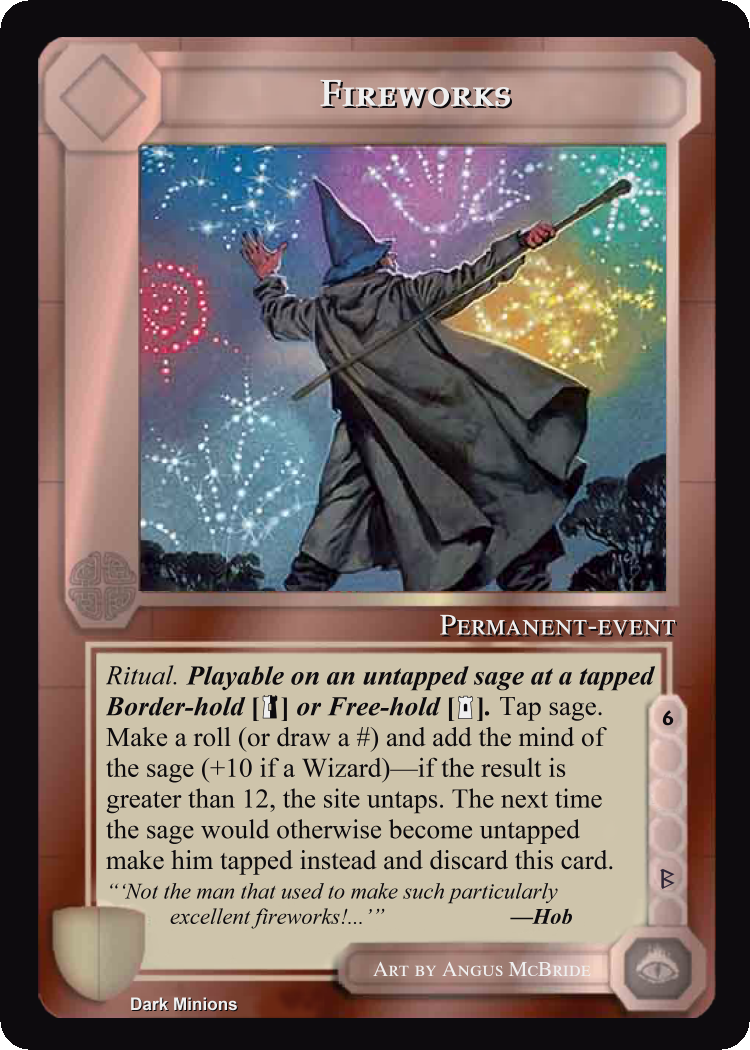 Fireworks
Permanent-event
Ritual. Playable on an untapped sage at a tapped
Border-hold [] or Free-hold []. Tap sage.
Make a roll (or draw a #) and add the mind of
the sage (+10 if a Wizard)—if the result is
greater than 12, the site untaps. The next time
the sage would otherwise become untapped
make him tapped instead and discard this card.
“‘Not the man that used to make such particularly
excellent fireworks!...’” —Hob
6
ᛒ
Art by Angus McBride
Dark Minions